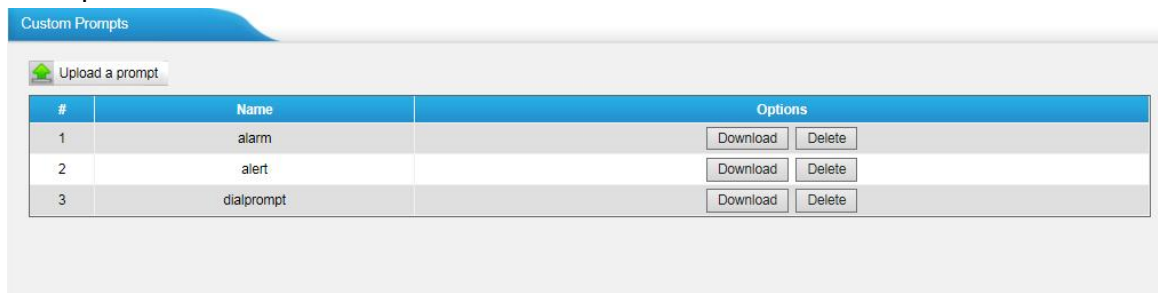 Custom Prompts
Upload a prompt
# Name Options
1 alarm Download Delete
2 alert Download Delete
3 dialprompt Download Delete